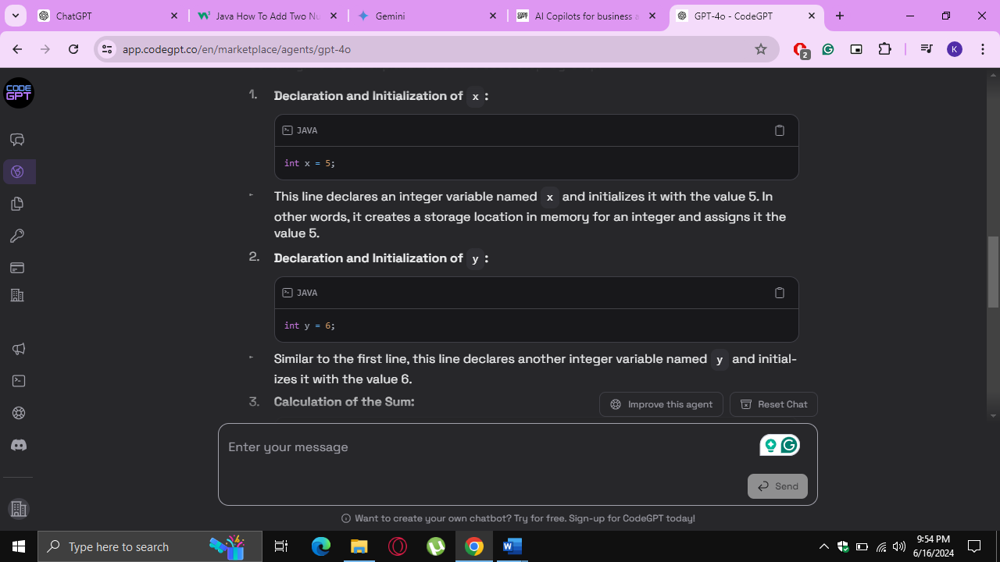 ChatGPT
Java How To Add Two Nu
Gemini
AI Copilots for business a
GPT-4o - CodeGPT
app.codegpt.co/en/marketplace/agents/gpt-4o
2
K
CODE
GPT
1. Declaration and Initialization of x :
JAVA
int x = 5;
This line declares an integer variable named x and initializes it with the value 5. In
other words, it creates a storage location in memory for an integer and assigns it the
value 5.
2. Declaration and Initialization of y :
JAVA
int y = 6;
Similar to the first line, this line declares another integer variable named y and initial-
izes it with the value 6.
3. Calculation of the Sum:
Improve this agent
Reset Chat
Enter your message
Send
Want to create your own chatbot? Try for free. Sign-up for CodeGPT today!
Type here to search
9:54 PM
6/16/2024